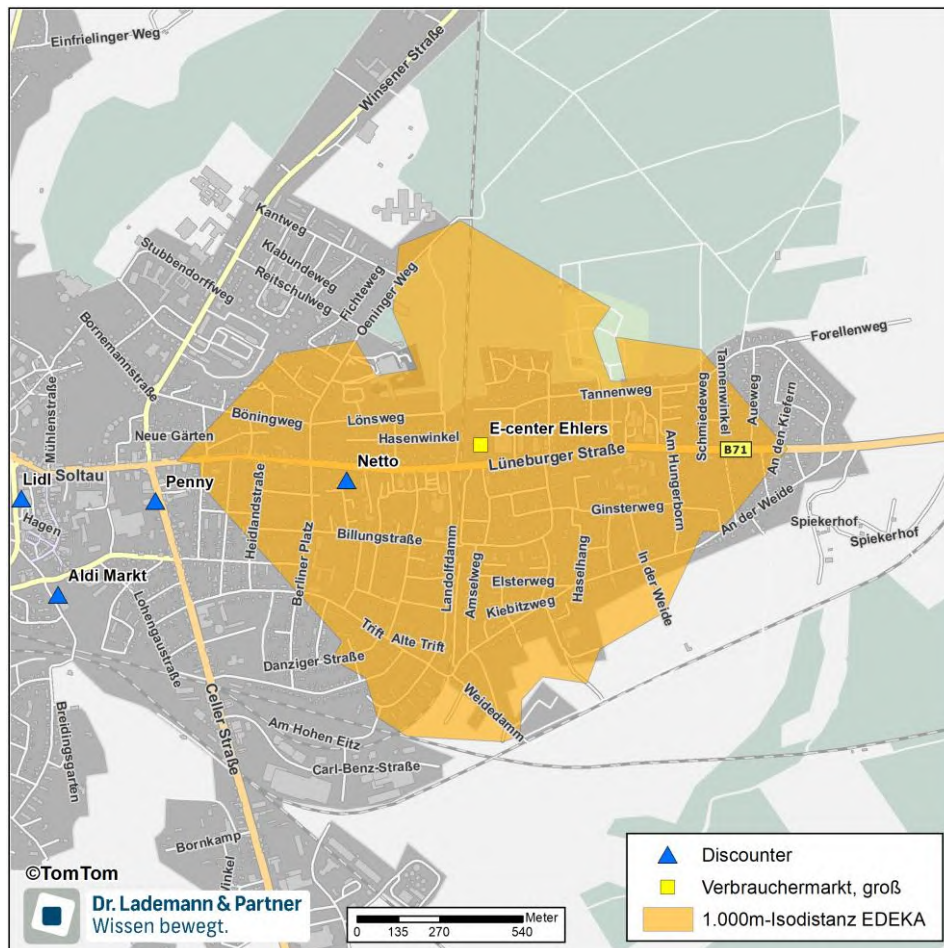 Einfrielinger Weg
Winsener Straße
Kantweg
Klabundeweg
Stubbendorffweg
Reitschulweg
Fichteweg
Oeninger Weg
Bornemannstraße
Mühlenstraße
Forellenweg
Tannenweg
Schmiedeweg
Tannenwinkel
Aueweg
An den Kiefern
Böningweg
Lönsweg
Neue Gärten
Hasenwinkel
E-center Ehlers
Lüneburger Straße
B71
Am Hungerborn
Soltau
Netto
Lidl
Penny
Hagen
Heidlandstraße
Ginsterweg
An der Weide
Spiekerhof
Spiekerhof
Billungstraße
Berliner Platz
Landolfdamm
Amselweg
Haselhang
In der Weide
Aldi Markt
Elsterweg
Kiebitzweg
Lohengaustraße
Trift
Alte Trift
Danziger Straße
Weidedamm
Celler Straße
Breidingsgarten
Am Hohen Eitz
Carl-Benz-Straße
Bornkamp
Winkel
©TomTom
Dr. Lademann & Partner
Wissen bewegt.
Meter
0 135 270 540
Discounter
Verbrauchermarkt, groß
1.000m-Isodistanz EDEKA